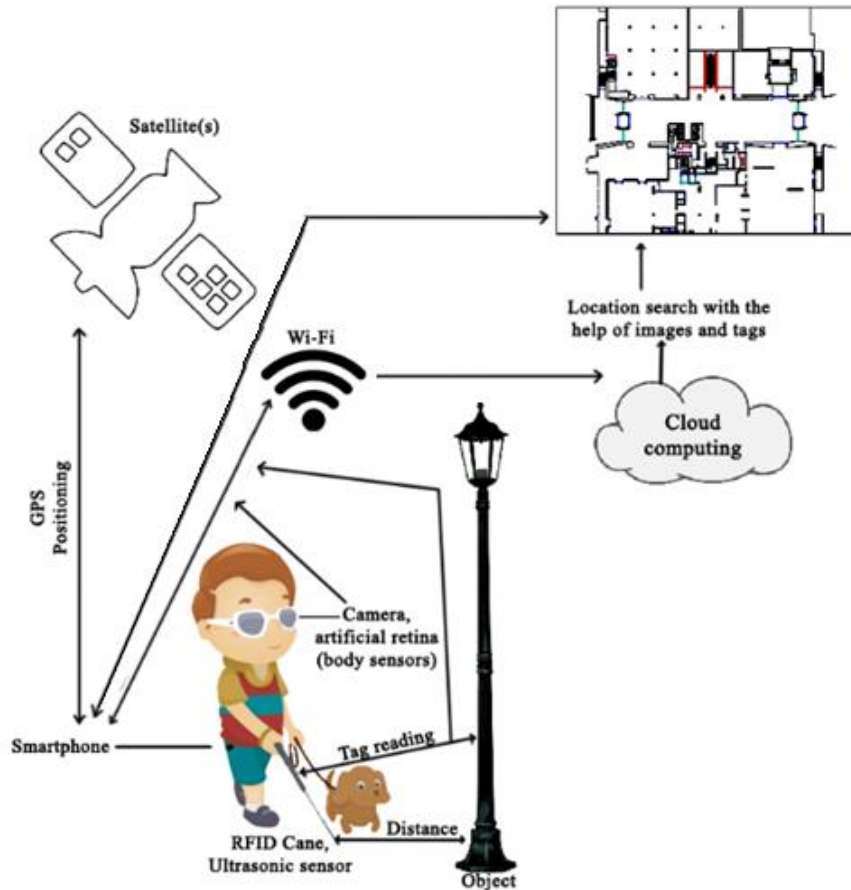 Satellite(s)
Wi-Fi
Location search with the
help of images and tags
Cloud
computing
GPS
Positioning
Camera,
artificial retina
(body sensors)
Smartphone
Tag reading
Distance
RFID Cane,
Ultrasonic sensor
Object